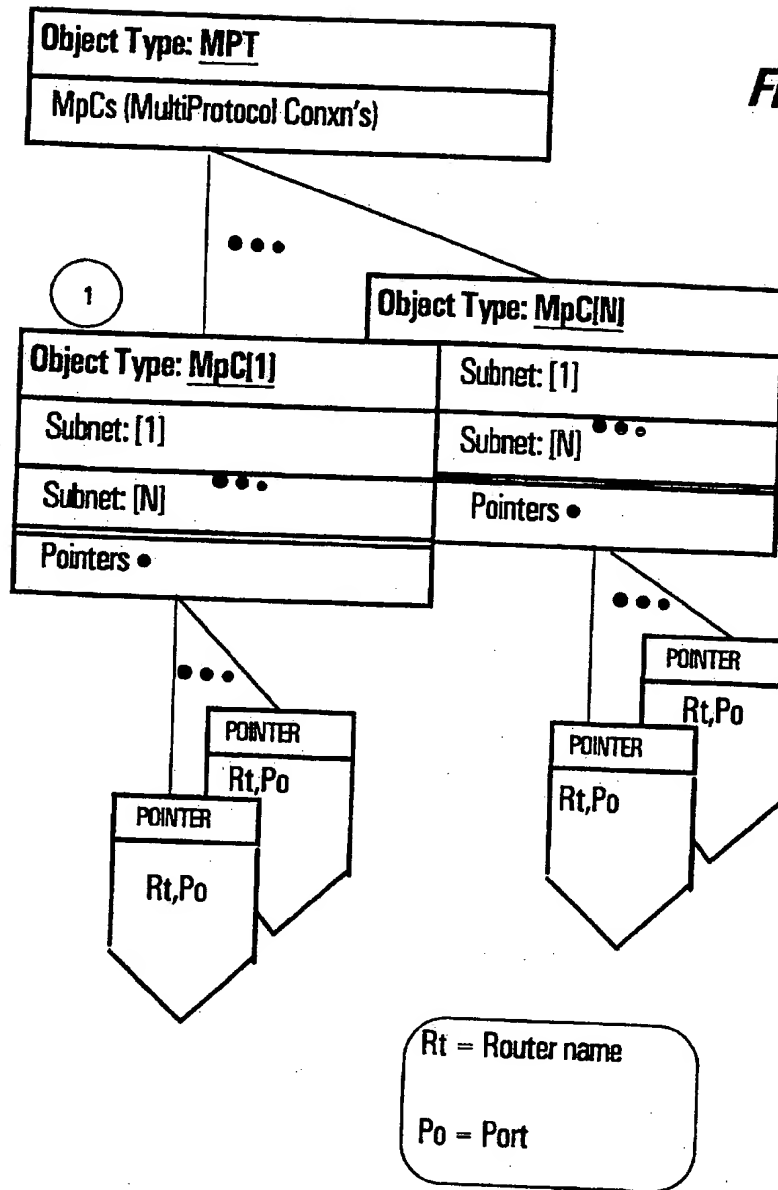 Object Type: MPT
MpCs (MultiProtocol Conxn's)
1
Object Type: MpC[N]
Subnet: [1]
Subnet: [N]
Pointers
Object Type: MpC[1]
Subnet: [1]
Subnet: [N]
Pointers
POINTER
Rt,Po
POINTER
Rt,Po
POINTER
Rt,Po
POINTER
Rt,Po
Rt = Router name
Po = Port